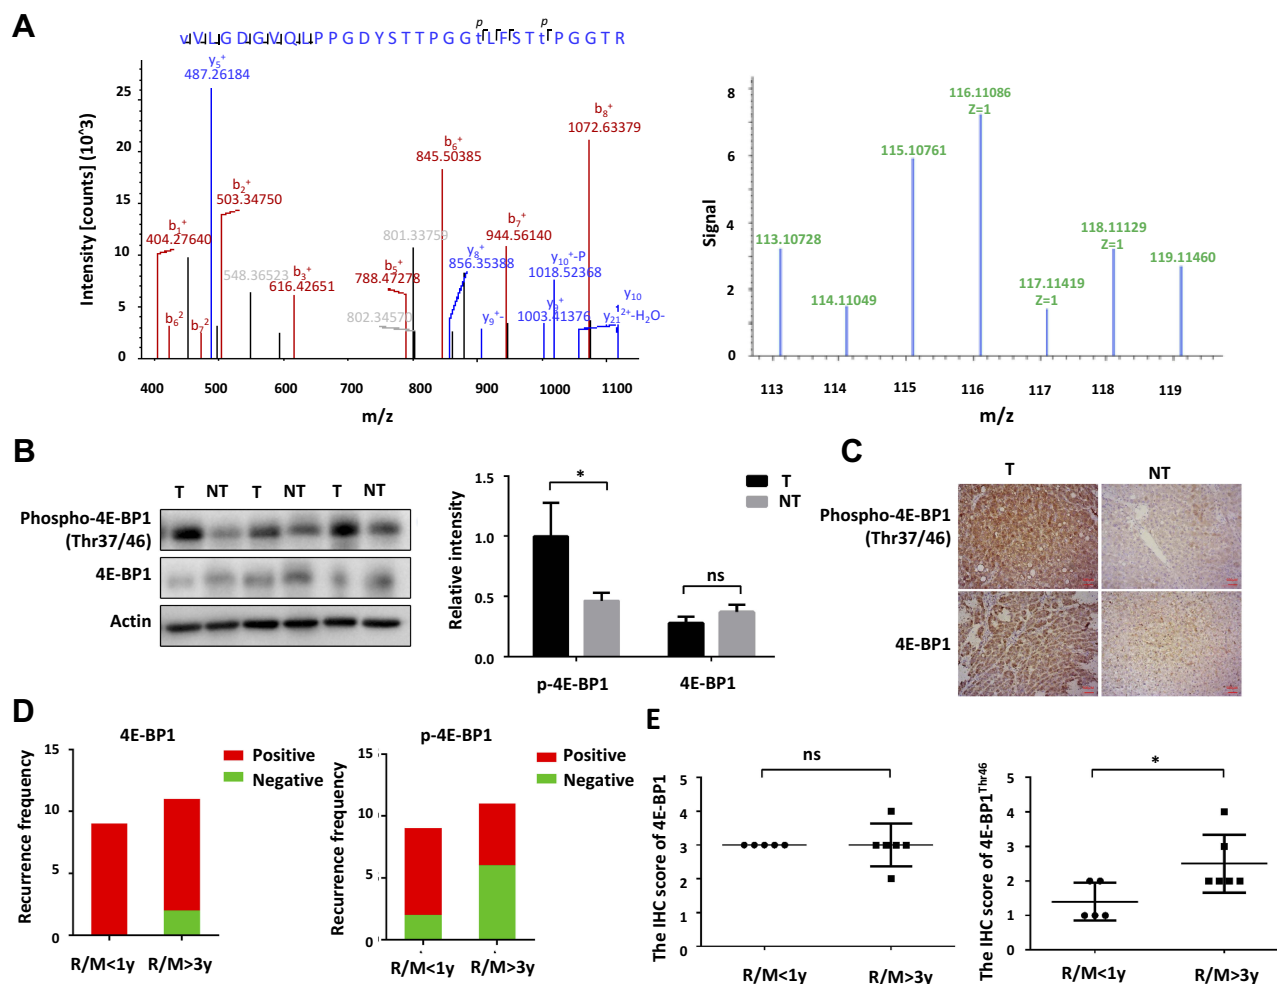 A
p p
vVLGDGVQLPPGDYSTTPGGtLFSTtPGGTR
Intensity [counts] (10^3)
25
20
15
10
5
0
y5+
487.26184
b1+
404.27640
b2+
503.34750
b6 2
b7 2
548.36523
b3+
616.42651
801.33759
802.34570
b5+
788.47278
b6+
845.50385
y8+
856.35388
y9+-
b7+
944.56140
y10+-P
1018.52368
y9+
1003.41376
b8+
1072.63379
y10
y21 2+-H2O-
400 500 600 700 800 900 1000 1100
m/z
Signal
8
6
4
2
0
113.10728
114.11049
115.10761
116.11086
Z=1
117.11419
Z=1
118.11129
Z=1
119.11460
113 114 115 116 117 118 119
m/z
B
T NT T NT T NT
Phospho-4E-BP1
(Thr37/46)
4E-BP1
Actin
Relative intensity
1.5
1.0
0.5
0.0
*
ns
T
NT
p-4E-BP1 4E-BP1
C
T NT
Phospho-4E-BP1
(Thr37/46)
4E-BP1
D
4E-BP1
Recurrence frequency
15
10
5
0
Positive
Negative
R/M<1y R/M>3y
p-4E-BP1
Recurrence frequency
15
10
5
0
Positive
Negative
R/M<1y R/M>3y
E
The IHC score of 4E-BP1
5
4
3
2
1
0
ns
R/M<1y R/M>3y
The IHC score of 4E-BP1Thr46
5
4
3
2
1
0
*
R/M<1y R/M>3y